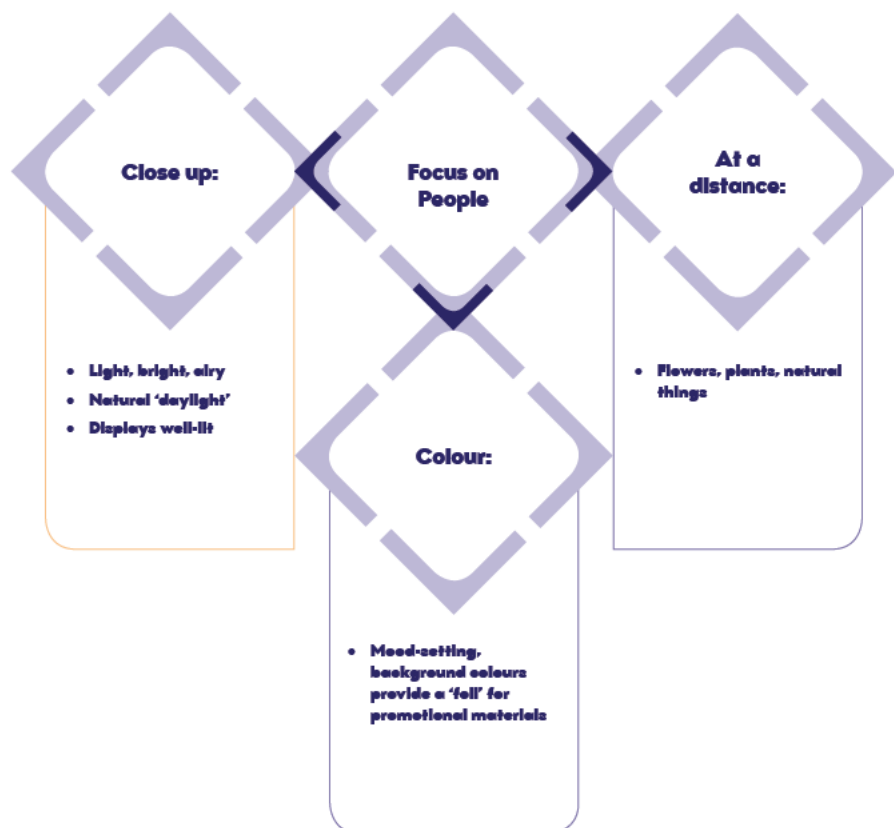 Close up:
Focus on
People
At a
distance:
• Light, bright, airy
• Natural ‘daylight’
• Displays well-lit
• Flowers, plants, natural
things
Colour:
• Mood-setting,
background colours
provide a ‘foil’ for
promotional materials